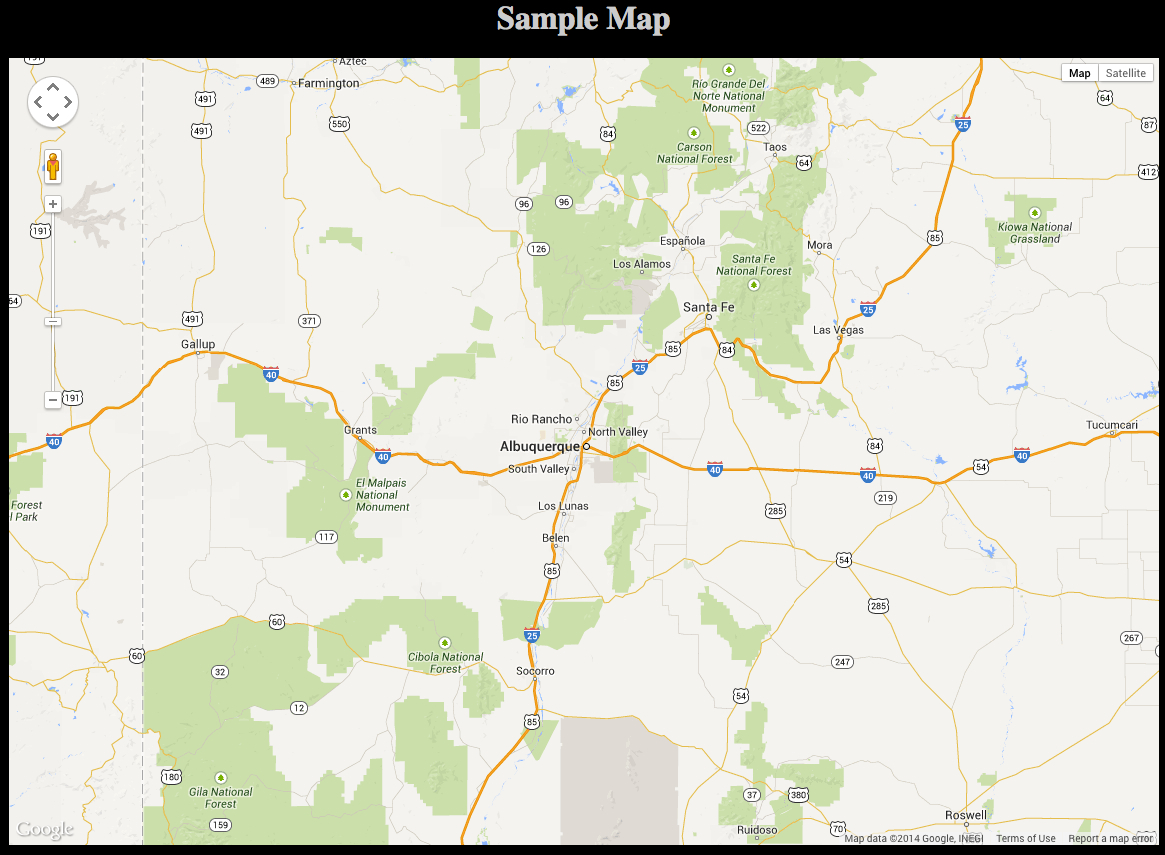 Sample Map
191
Aztec
489
Farmington
Map
Satellite
Rio Grande Del
Norte National
Monument
491
64
25
550
491
84
522
87
Carson
National Forest
Taos
64
412
96
96
191
Kiowa National
Grassland
126
Española
Mora
85
Los Alamos
Santa Fe
National Forest
64
Santa Fe
25
491
371
Las Vegas
Gallup
85
84
40
25
85
191
Rio Rancho
Grants
North Valley
Tucumcari
40
Albuquerque
84
40
40
South Valley
40
40
54
El Malpais
National
Monument
219
Forest
l Park
Los Lunas
285
117
Belen
54
85
285
60
25
267
60
Cibola National
Forest
247
32
Socorro
54
12
85
180
Gila National
Forest
37
380
Roswell
159
Google
Ruidoso
70
Map data ©2014 Google, INEGI
Terms of Use
Report a map error